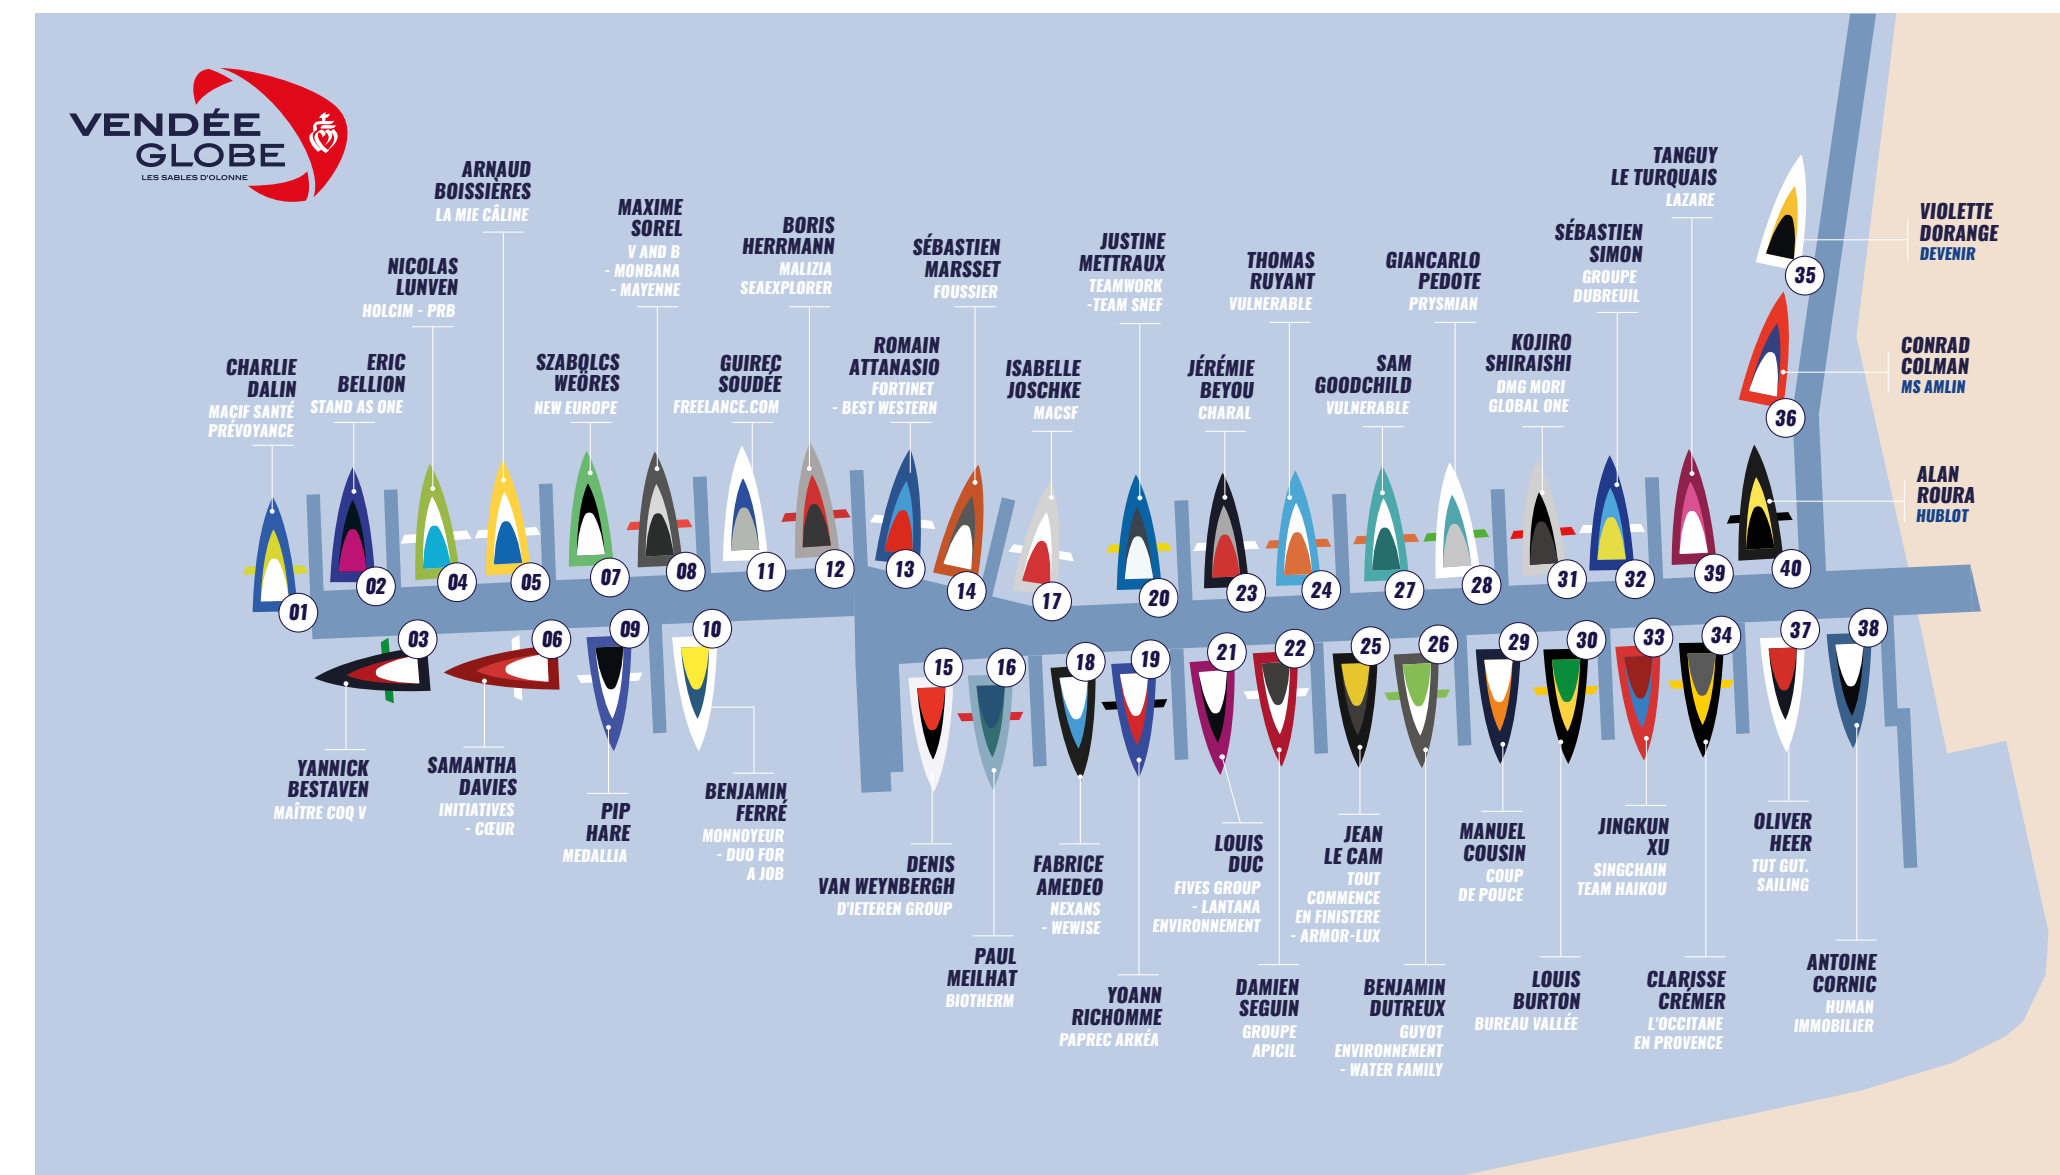 VENDÉE
GLOBE
LES SABLES D'OLONNE
CHARLIE
DALIN
MACIF SANTÉ
PRÉVOYANCE
ERIC
BELLION
STAND AS ONE
NICOLAS
LUNVEN
HOLCIM - PRB
ARNAUD
BOISSIÈRES
LA MIE CÂLINE
SZABOLCS
WEÖRES
NEW EUROPE
MAXIME
SOREL
V AND B
- MONBANA
- MAYENNE
GUIREC
SOUDÉE
FREELANCE.COM
BORIS
HERRMANN
MALIZIA
SEAEXPLORER
ROMAIN
ATTANASIO
FORTINET
- BEST WESTERN
SÉBASTIEN
MARSSET
FOUSSIER
ISABELLE
JOSCHKE
MACSF
JUSTINE
METTRAUX
TEAMWORK
-TEAM SNEF
JÉRÉMIE
BEYOU
CHARAL
THOMAS
RUYANT
VULNERABLE
SAM
GOODCHILD
VULNERABLE
GIANCARLO
PEDOTE
PRYSMIAN
KOJIRO
SHIRAISHI
DMG MORI
GLOBAL ONE
SÉBASTIEN
SIMON
GROUPE
DUBREUIL
TANGUY
LE TURQUAIS
LAZARE
VIOLETTE
DORANGE
DEVENIR
CONRAD
COLMAN
MS AMLIN
ALAN
ROURA
HUBLOT
35
36
01
02
04
05
07
08
11
12
13
14
17
20
23
24
27
28
31
32
39
40
03
06
09
10
15
16
18
19
21
22
25
26
29
30
33
34
37
38
YANNICK
BESTAVEN
MAÎTRE COQ V
SAMANTHA
DAVIES
INITIATIVES
- CŒUR
PIP
HARE
MEDALLIA
BENJAMIN
FERRÉ
MONNOYEUR
- DUO FOR
A JOB
DENIS
VAN WEYNBERGH
D'IETEREN GROUP
PAUL
MEILHAT
BIOTHERM
FABRICE
AMEDEO
NEXANS
- WEWISE
YOANN
RICHOMME
PAPREC ARKÉA
LOUIS
DUC
FIVES GROUP
- LANTANA
ENVIRONNEMENT
DAMIEN
SEGUIN
GROUPE
APICIL
JEAN
LE CAM
TOUT
COMMENCE
EN FINISTERE
- ARMOR-LUX
BENJAMIN
DUTREUX
GUYOT
ENVIRONNEMENT
- WATER FAMILY
MANUEL
COUSIN
COUP
DE POUCE
LOUIS
BURTON
BUREAU VALLÉE
JINGKUN
XU
SINGCHAIN
TEAM HAIKOU
CLARISSE
CRÉMER
L'OCCITANE
EN PROVENCE
OLIVER
HEER
TUT GUT.
SAILING
ANTOINE
CORNIC
HUMAN
IMMOBILIER